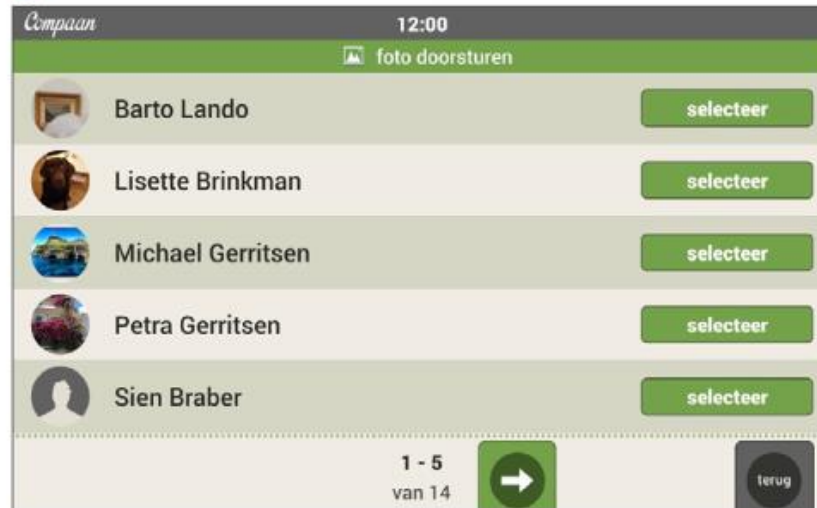 Compaan
12:00
foto doorsturen
Barto Lando
selecteer
Lisette Brinkman
selecteer
Michael Gerritsen
selecteer
Petra Gerritsen
selecteer
Sien Braber
selecteer
1 - 5
van 14
terug